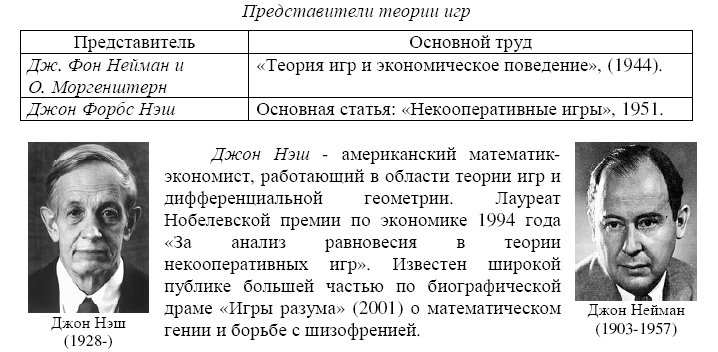 Представители теории игр
Представитель Основной труд
Дж. Фон Нейман и О. Моргенштерн «Теория игр и экономическое поведение», (1944).
Джон Форбс Нэш Основная статья: «Некооперативные игры», 1951.
Джон Нэш - американский математик-
экономист, работающий в области теории игр и
дифференциальной геометрии. Лауреат
Нобелевской премии по экономике 1994 года
«За анализ равновесия в теории
некооперативных игр». Известен широкой
публике большей частью по биографической
драме «Игры разума» (2001) о математическом
гении и борьбе с шизофренией.
Джон Нэш
(1928-)
Джон Нейман
(1903-1957)